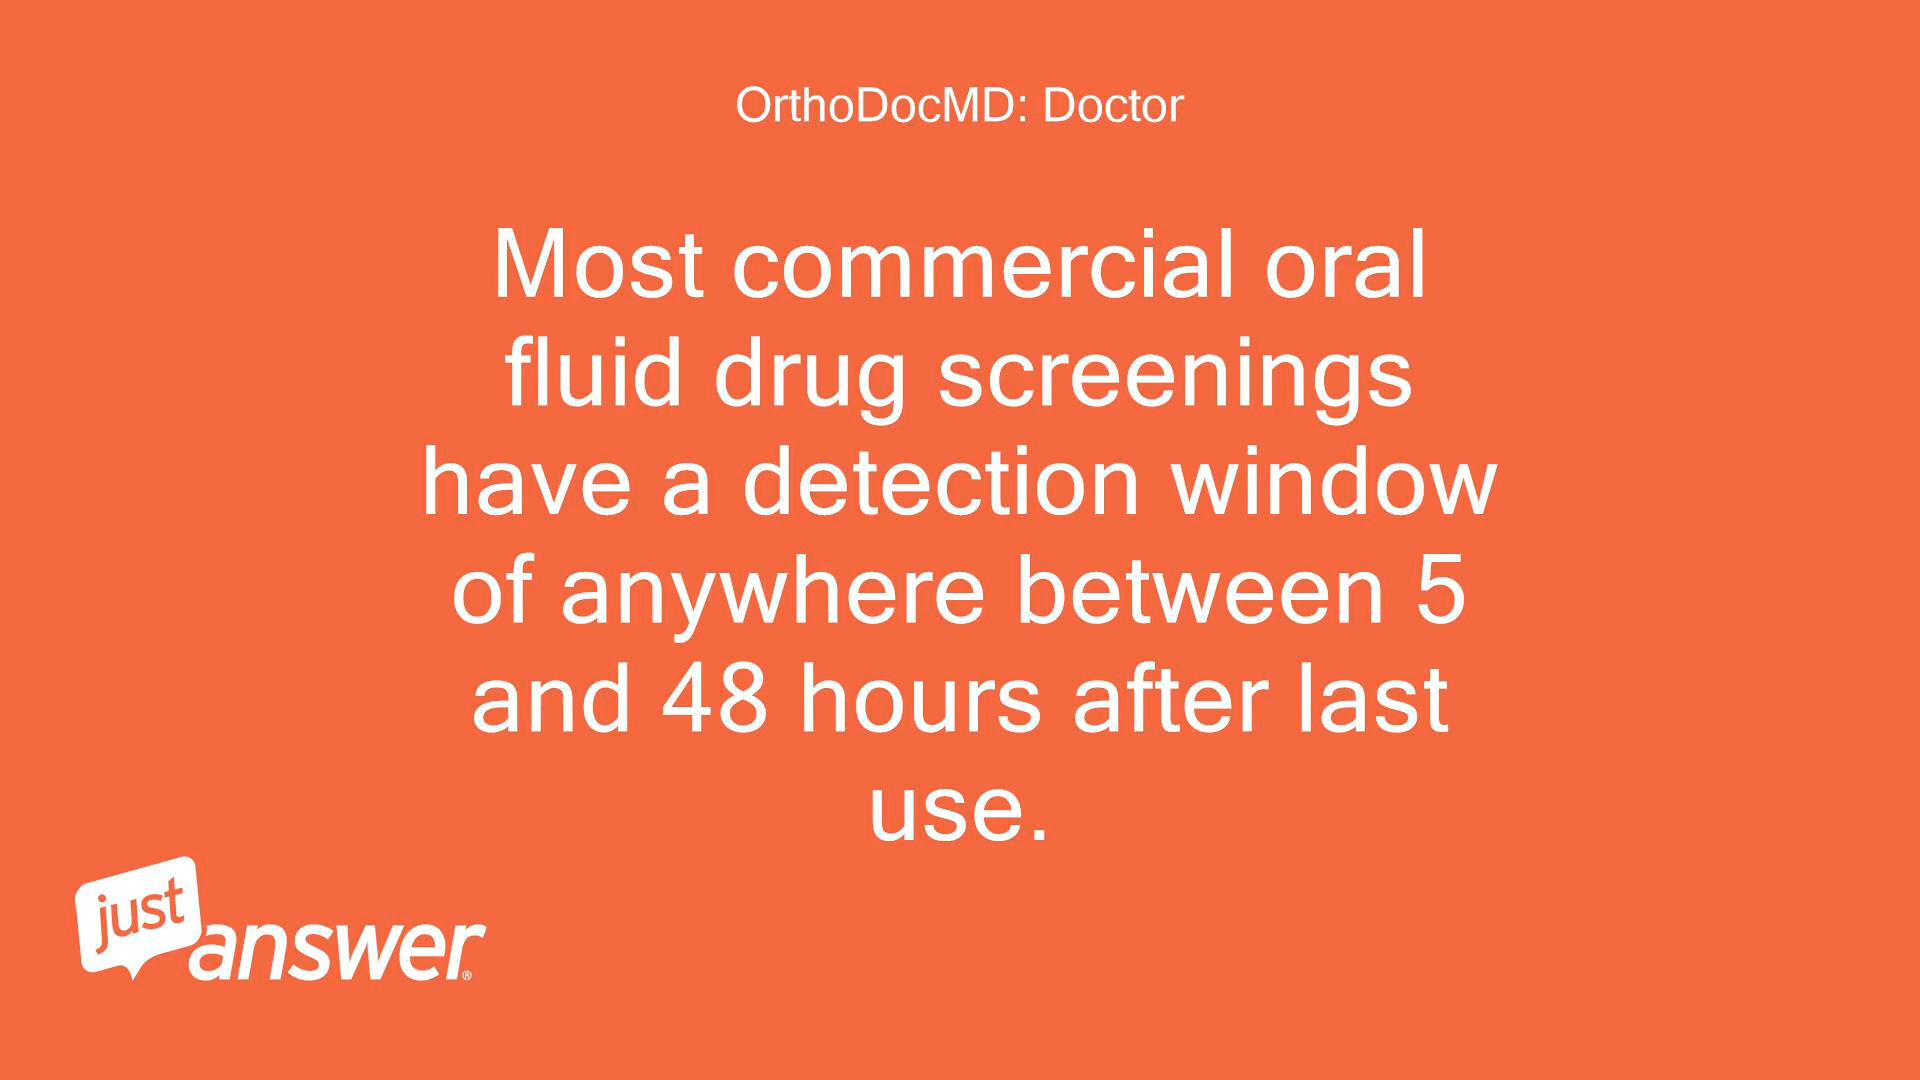 OrthoDocMD: Doctor
Most commercial oral
fluid drug screenings
have a detection window
of anywhere between 5
and 48 hours after last
use.
just
answer®